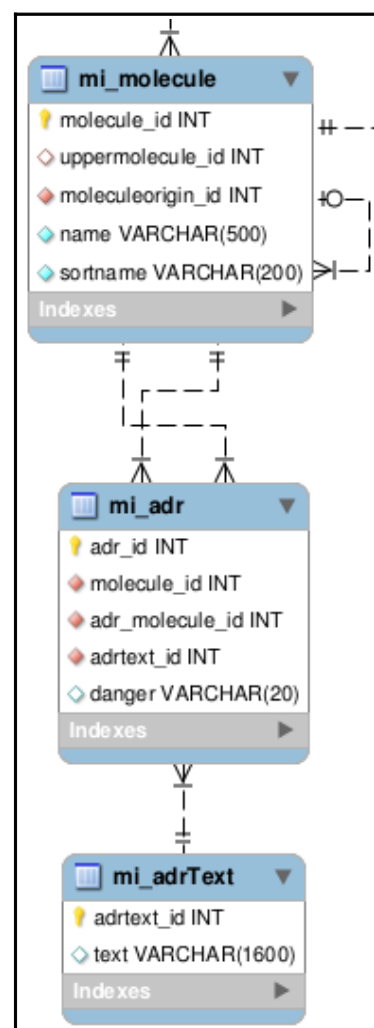 mi_molecule
molecule_id INT
uppermolecule_id INT
moleculeorigin_id INT
name VARCHAR(500)
sortname VARCHAR(200)
Indexes
mi_adr
adr_id INT
molecule_id INT
adr_molecule_id INT
adrtext_id INT
danger VARCHAR(20)
Indexes
mi_adrText
adrtext_id INT
text VARCHAR(1600)
Indexes